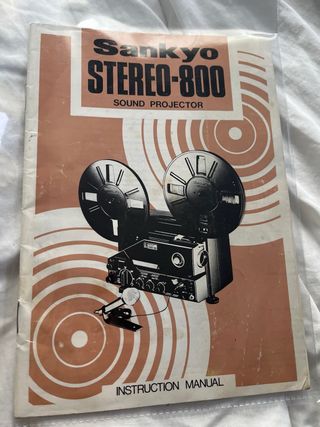 Sankyo
STEREO-800
SOUND PROJECTOR
INSTRUCTION MANUAL